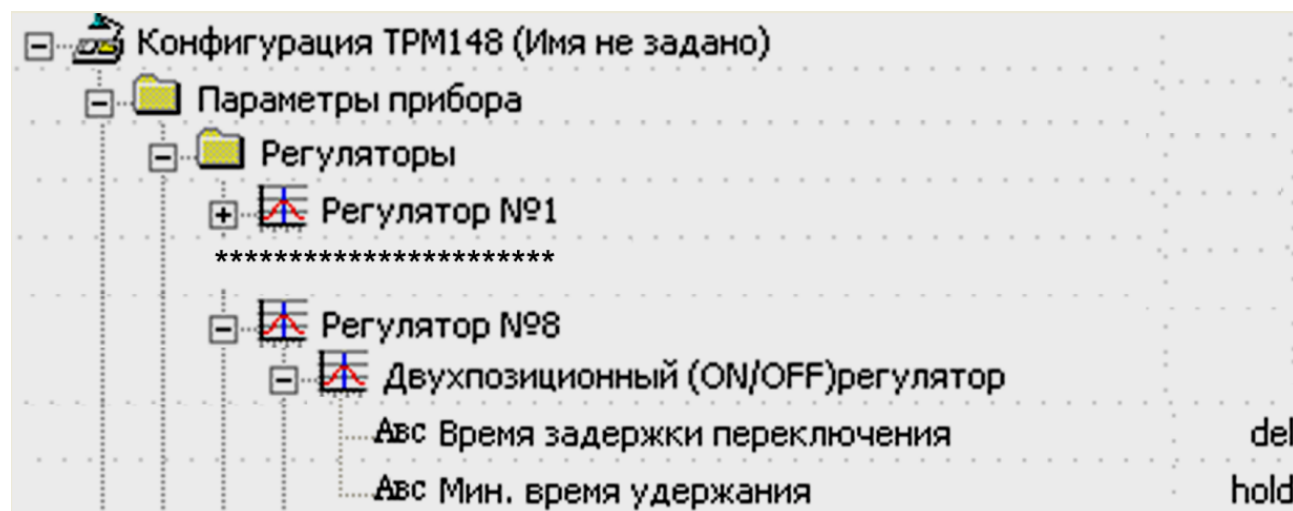 Конфигурация ТРМ148 (Имя не задано)
Параметры прибора
Регуляторы
Регулятор №1
***********************
Регулятор №8
Двухпозиционный (ON/OFF)регулятор
Авс Время задержки переключения del
Авс Мин. время удержания hold